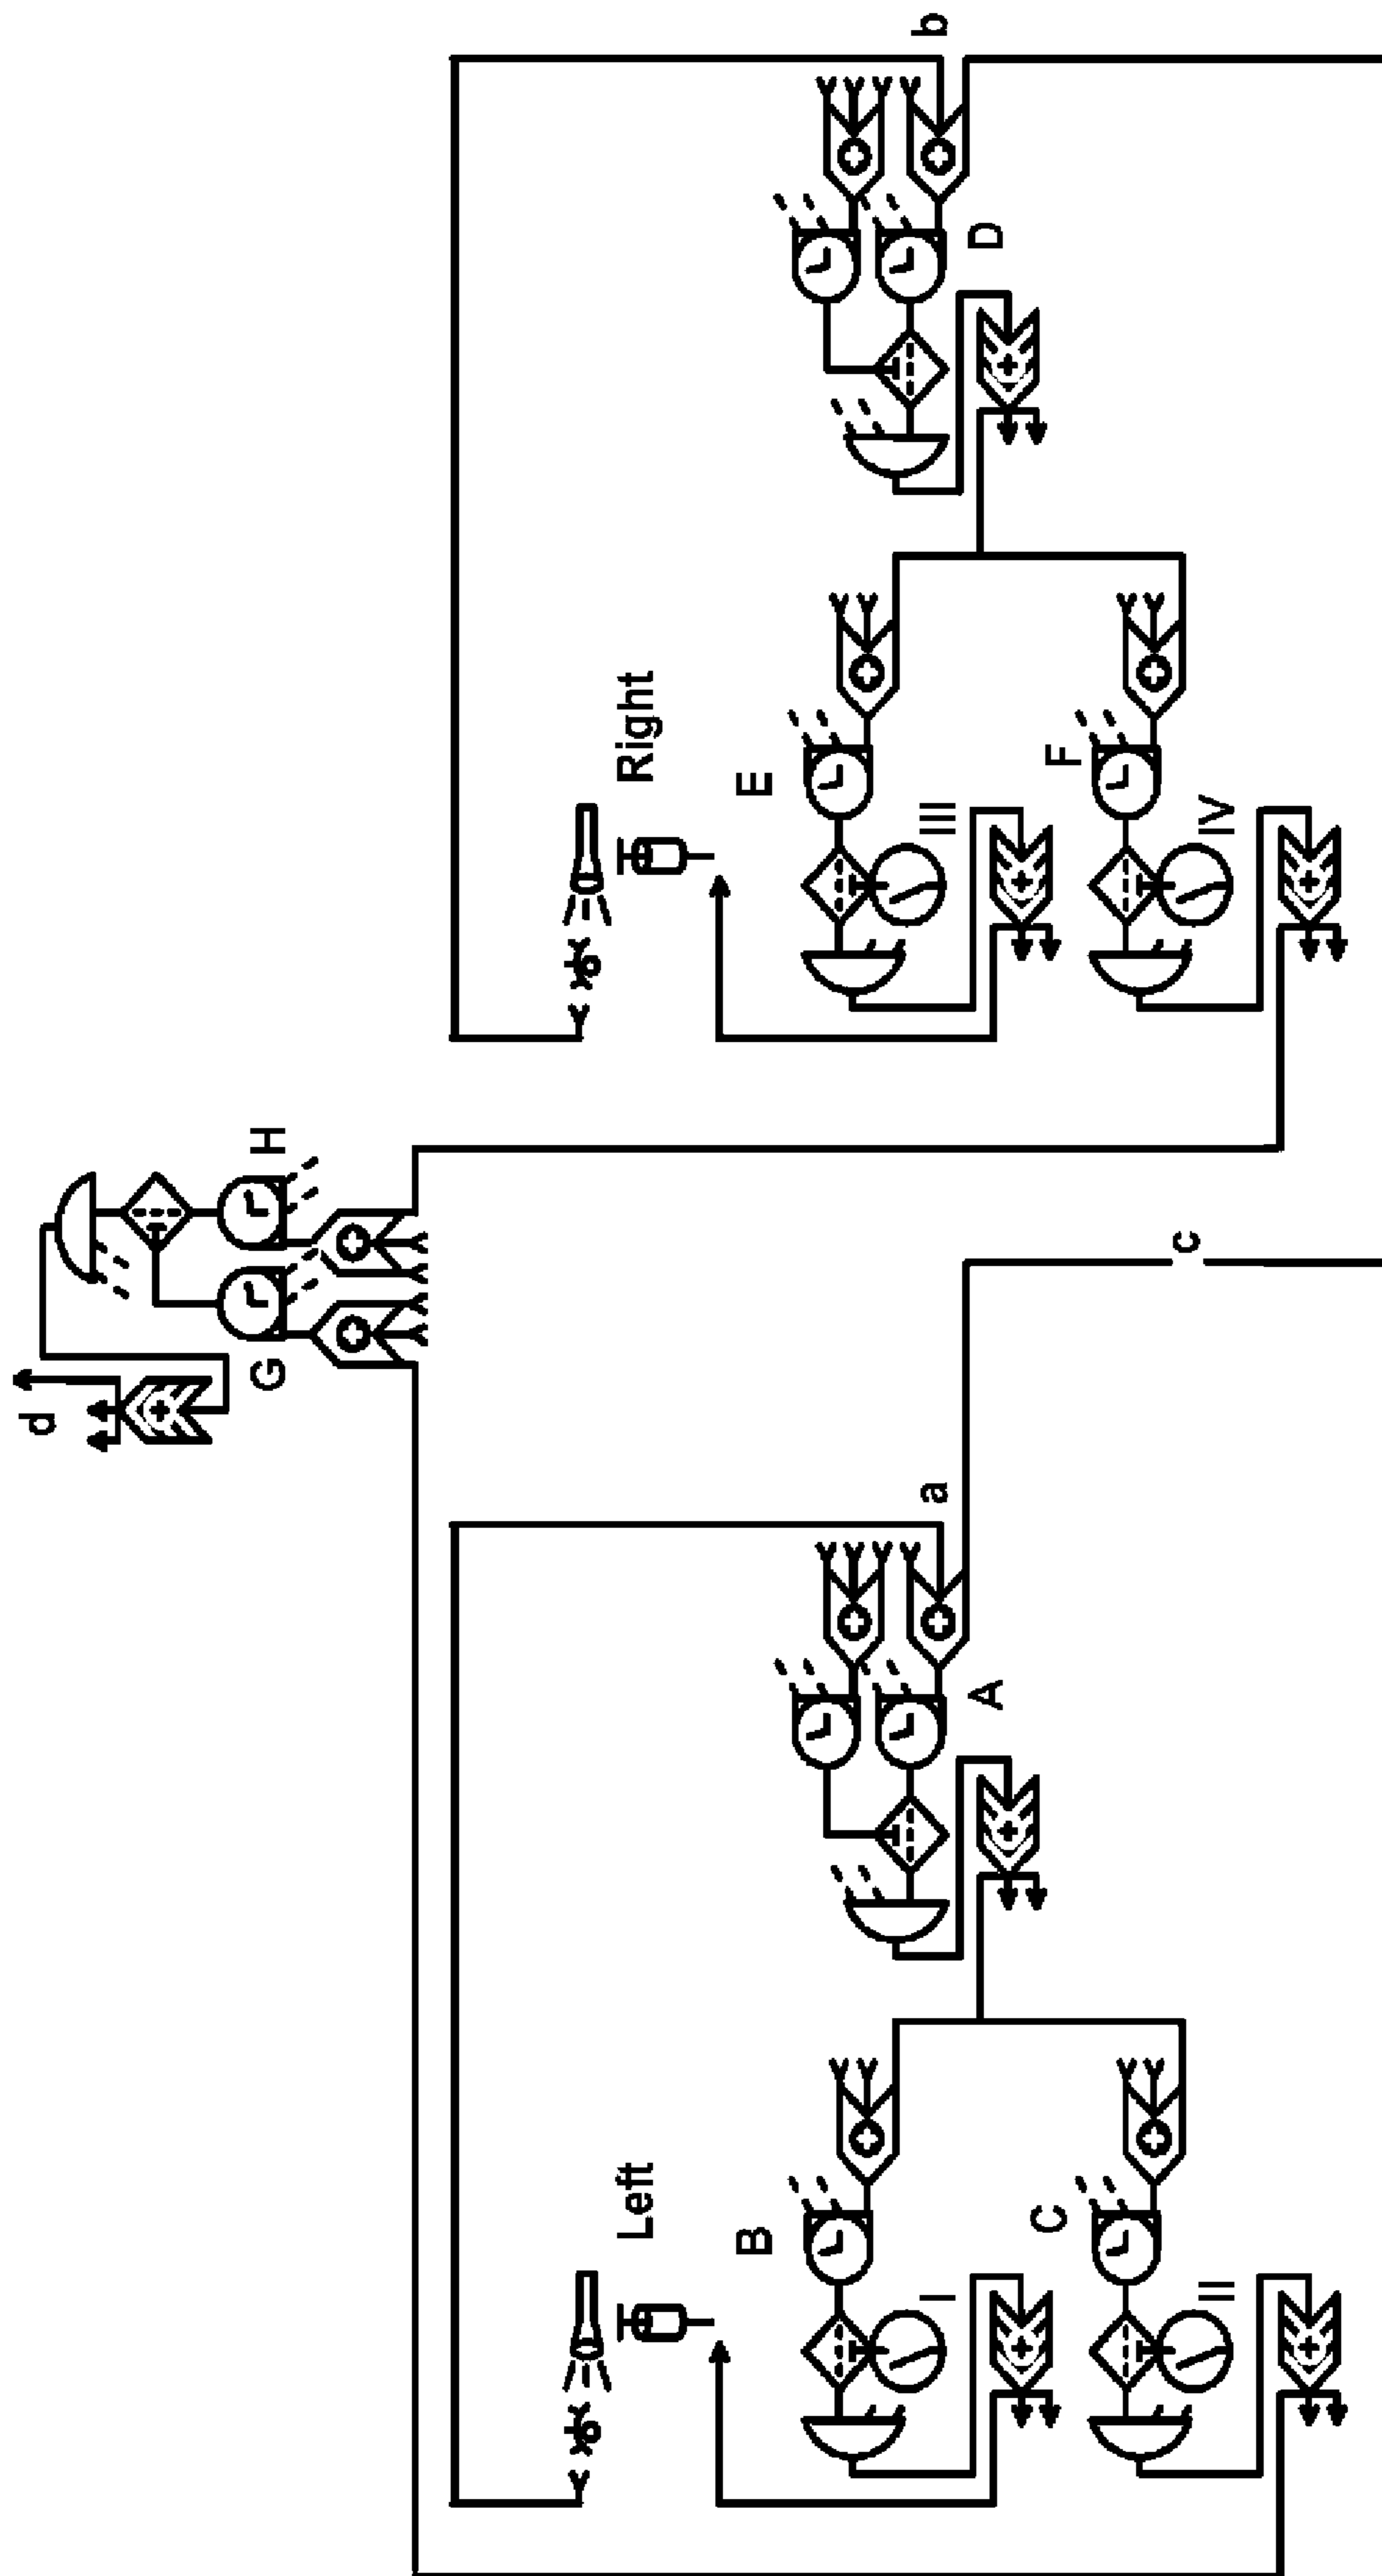 d
G H
Left Right
B E
I a III b
A D
C F
c
II IV